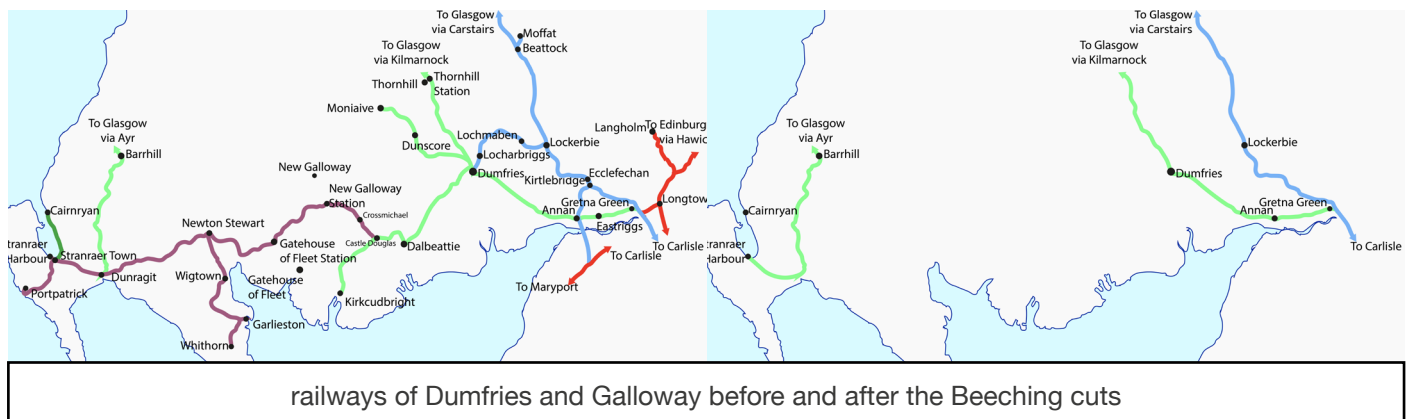 To Glasgow
via Carstairs
Moffat
Beattock
To Glasgow
via Kilmarnock
Thornhill
Thornhill
Station
Moniaive
Dunscore
Lochmaben
Locharbriggs
Lockerbie
Langholm
To Edinburg
via Hawic
To Glasgow
via Ayr
Barrhill
New Galloway
New Galloway
Station
Crossmichael
Dumfries
Ecclefechan
Kirtlebridge
Gretna Green
Annan
Eastriggs
Longtow
Cairnryan
Newton Stewart
Castle Douglas
Dalbeattie
To Carlisle
To Carlisle
To Maryport
tranraer
Harbour
Stranraer Town
Dunragit
Gatehouse
of Fleet Station
Gatehouse
of Fleet
Wigtown
Portpatrick
Kirkcudbright
Garlieston
Whithorn
To Glasgow
via Carstairs
To Glasgow
via Kilmarnock
To Glasgow
via Ayr
Barrhill
Lockerbie
Dumfries
Gretna Green
Annan
To Carlisle
Cairnryan
tranraer
Harbour
railways of Dumfries and Galloway before and after the Beeching cuts